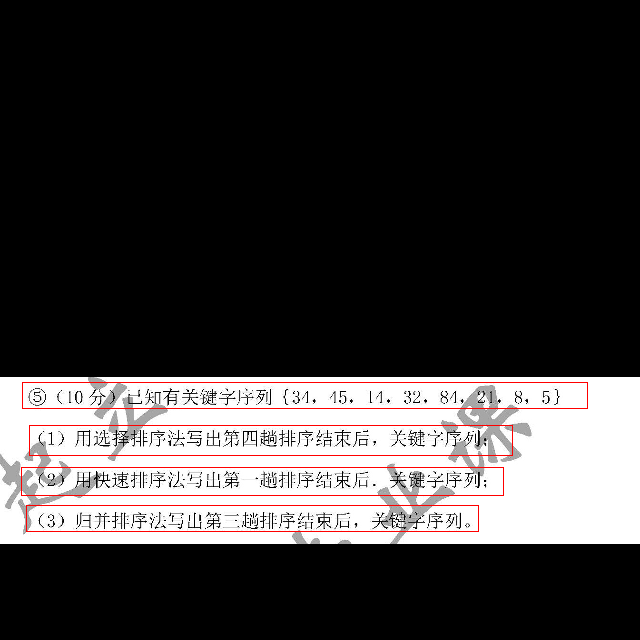 ⑤（10 分）已知有关键字序列｛34，45，14，32，84，21，8，5｝
（1）用选择排序法写出第四趟排序结束后，关键字序列；
（2）用快速排序法写出第一趟排序结束后．关键字序列；
（3）归并排序法写出第三趟排序结束后，关键字序列。